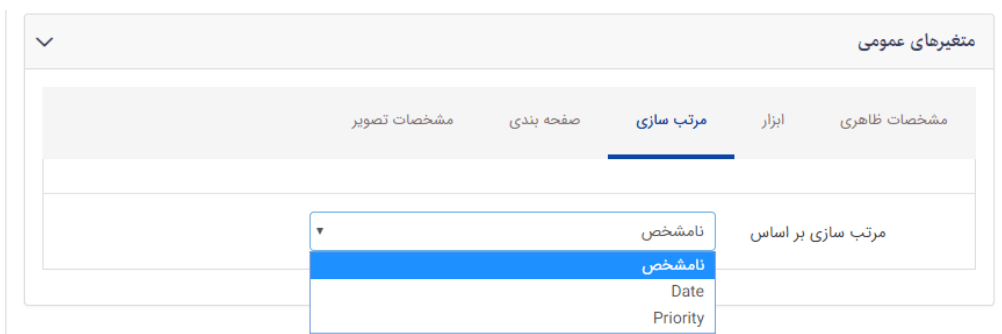 متغیرهای عمومی
مشخصات ظاهری ابزار مرتب سازی صفحه بندی مشخصات تصویر
مرتب سازی بر اساس نامشخص
نامشخص
Date
Priority